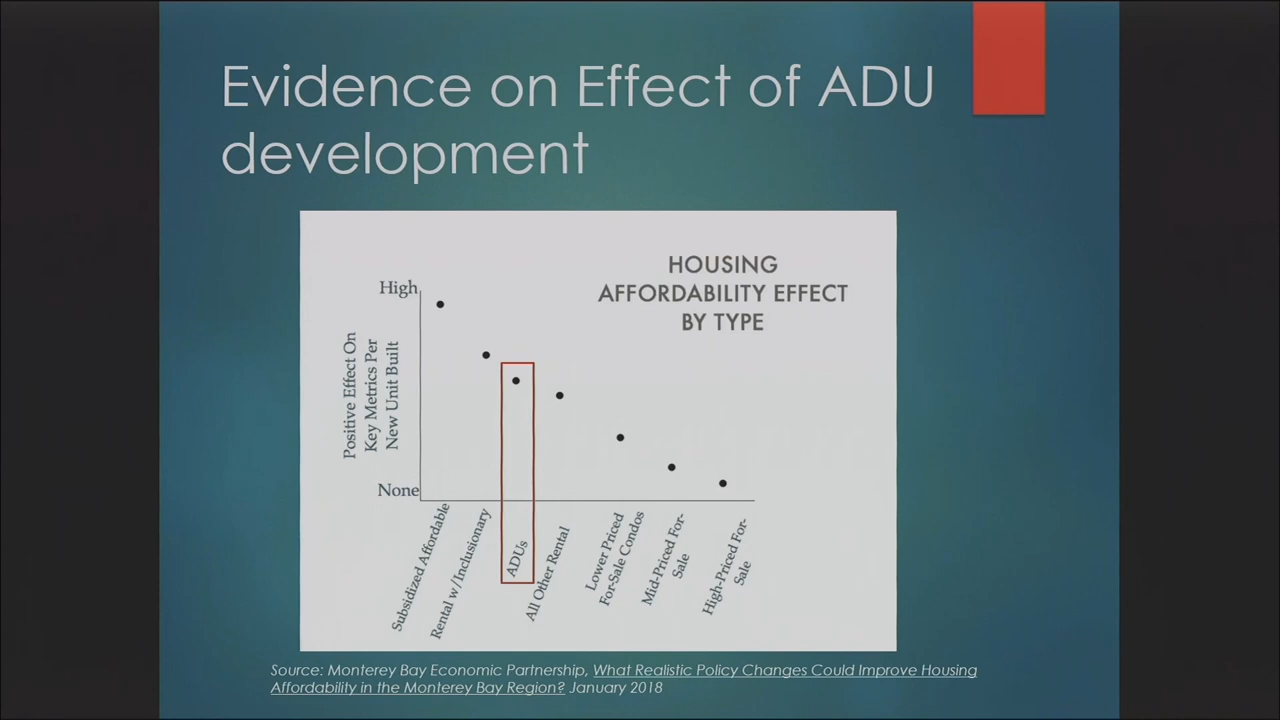 Evidence on Effect of ADU
development
HOUSING
AFFORDABILITY EFFECT
BY TYPE
High
Positive Effect On
Key Metrics Per
New Unit Built
None
Subsidized Affordable
Rental w/Inclusionary
ADUs
All Other Rental
Lower Priced
For-Sale Condos
Mid-Priced For-
Sale
High-Priced For-
Sale
Source: Monterey Bay Economic Partnership, What Realistic Policy Changes Could Improve Housing
Affordability in the Monterey Bay Region? January 2018